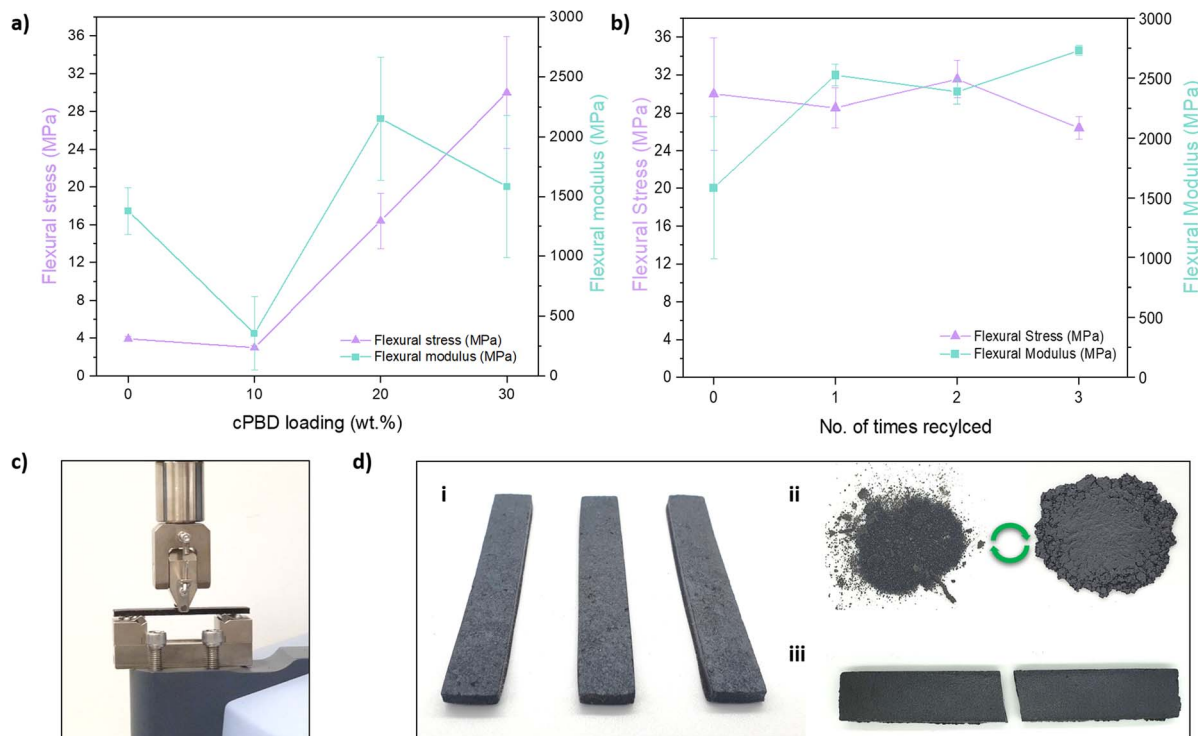 a)
Flexural stress (MPa)
36
32
28
24
20
16
12
8
4
0
3000
2500
2000
1500
1000
500
0
Flexural modulus (MPa)
Flexural stress (MPa)
Flexural modulus (MPa)
0 10 20 30
cPBD loading (wt.%)
b)
Flexural Stress (MPa)
36
32
28
24
20
16
12
8
4
0
3000
2500
2000
1500
1000
500
0
Flexural Modulus (MPa)
Flexural Stress (MPa)
Flexural Modulus (MPa)
0 1 2 3
No. of times recylced
c)
d)
i
ii
iii